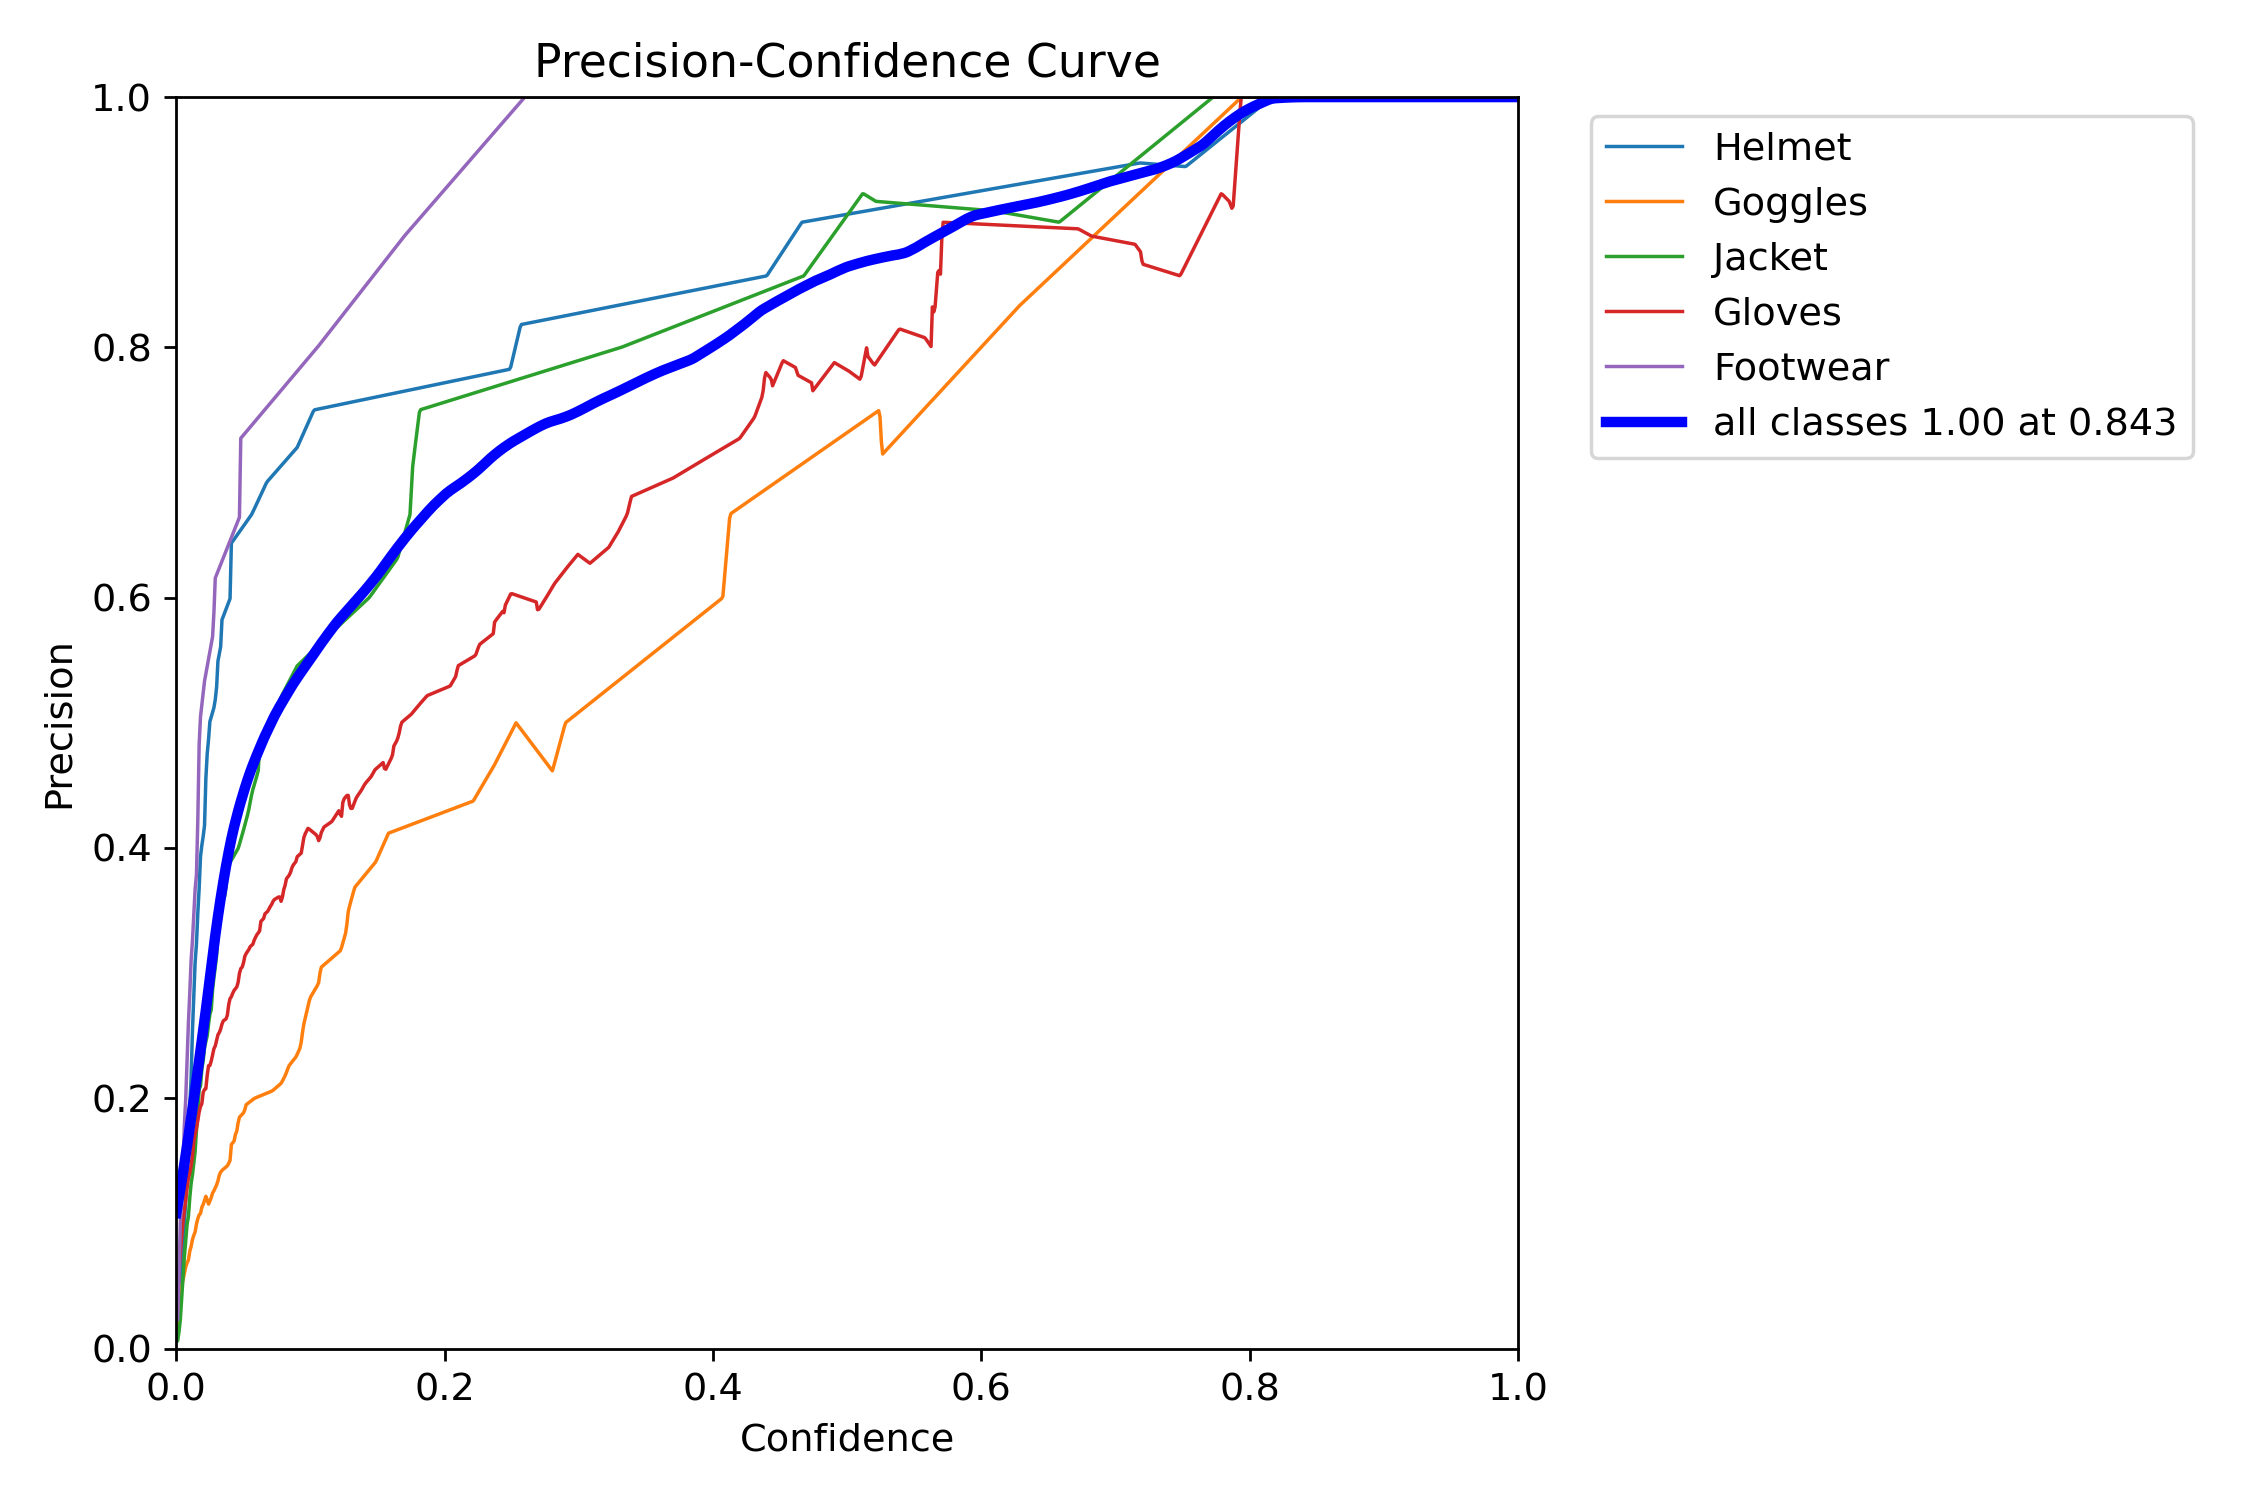 Precision-Confidence Curve
1.0
0.8
0.6
0.4
0.2
0.0
Precision
0.0 0.2 0.4 0.6 0.8 1.0
Confidence
Helmet
Goggles
Jacket
Gloves
Footwear
all classes 1.00 at 0.843